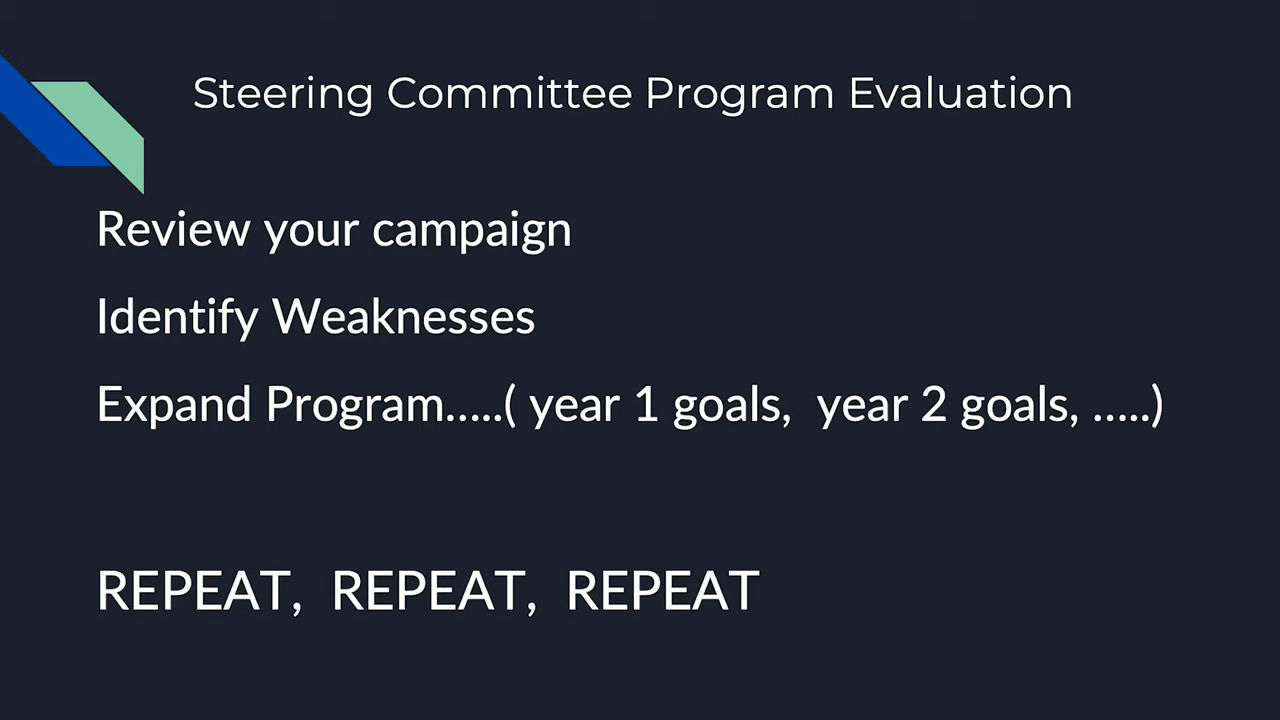 Steering Committee Program Evaluation
Review your campaign
Identify Weaknesses
Expand Program.....( year 1 goals,  year 2 goals, .....)
REPEAT,  REPEAT,  REPEAT